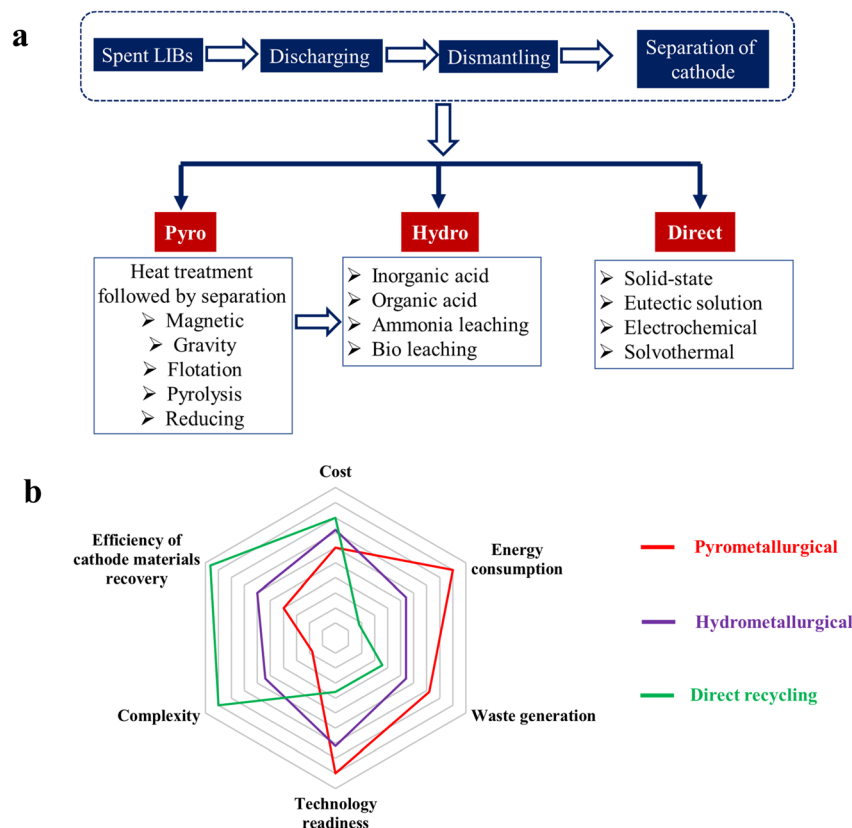 a
Spent LIBs
Discharging
Dismantling
Separation of
cathode
Pyro
Hydro
Direct
Heat treatment
followed by separation
➢ Magnetic
➢ Gravity
➢ Flotation
➢ Pyrolysis
➢ Reducing
➢ Inorganic acid
➢ Organic acid
➢ Ammonia leaching
➢ Bio leaching
➢ Solid-state
➢ Eutectic solution
➢ Electrochemical
➢ Solvothermal
b
Cost
Efficiency of
cathode materials
recovery
Energy
consumption
Complexity
Waste generation
Technology
readiness
Pyrometallurgical
Hydrometallurgical
Direct recycling